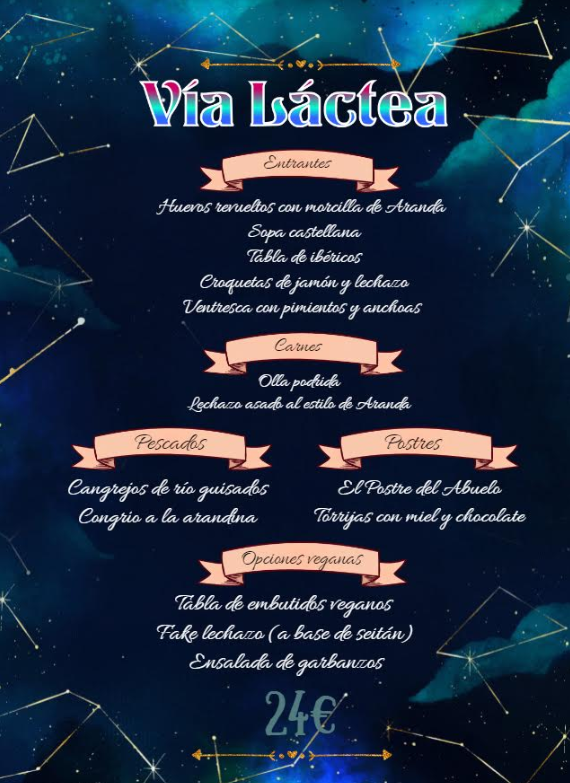 Vía Láctea
Entrantes
Huevos revueltos con morcilla de Aranda
Sopa castellana
Tabla de ibéricos
Croquetas de jamón y lechazo
Ventresca con pimientos y anchoas
Carnes
Olla podrida
Lechazo asado al estilo de Aranda
Pescados
Cangrejos de río guisados
Congrio a la arandina
Postres
El Postre del Abuelo
Torrijas con miel y chocolate
Opciones veganas
Tabla de embutidos veganos
Fake lechazo (a base de seitán)
Ensalada de garbanzos
24€